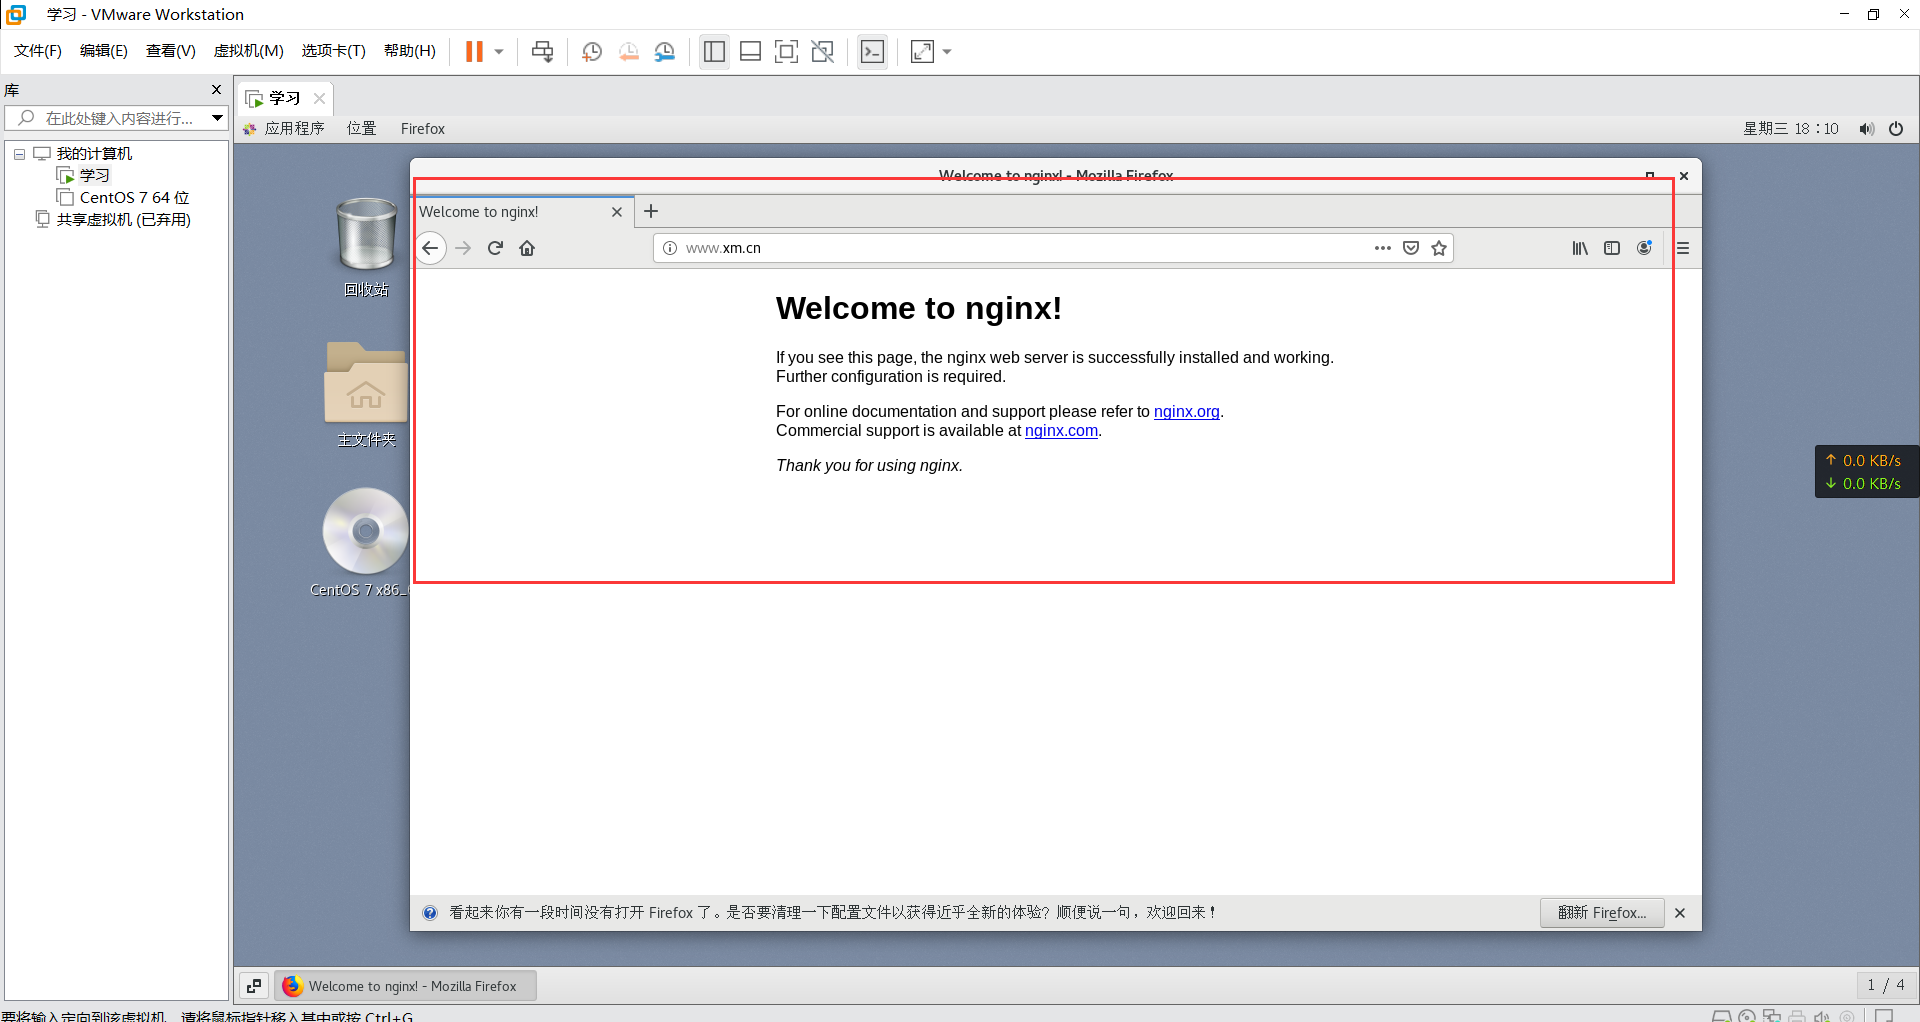 学习 - VMware Workstation
文件(F) 编辑(E) 查看(V) 虚拟机(M) 选项卡(T) 帮助(H)
库
在此处键入内容进行...
我的计算机
学习
CentOS 7 64 位
共享虚拟机 (已弃用)
学习
应用程序 位置 Firefox
星期三 18：10
回收站
主文件夹
CentOS 7 x86_
Welcome to nginx! - Mozilla Firefox
Welcome to nginx!
www.xm.cn
Welcome to nginx!
If you see this page, the nginx web server is successfully installed and working.
Further configuration is required.
For online documentation and support please refer to nginx.org.
Commercial support is available at nginx.com.
Thank you for using nginx.
0.0 KB/s
0.0 KB/s
看起来你有一段时间没有打开 Firefox 了。是否要清理一下配置文件以获得近乎全新的体验？顺便说一句，欢迎回来！
翻新 Firefox...
Welcome to nginx! - Mozilla Firefox
1 / 4
要将输入定向到该虚拟机，请将鼠标指针移入其中或按 Ctrl+G